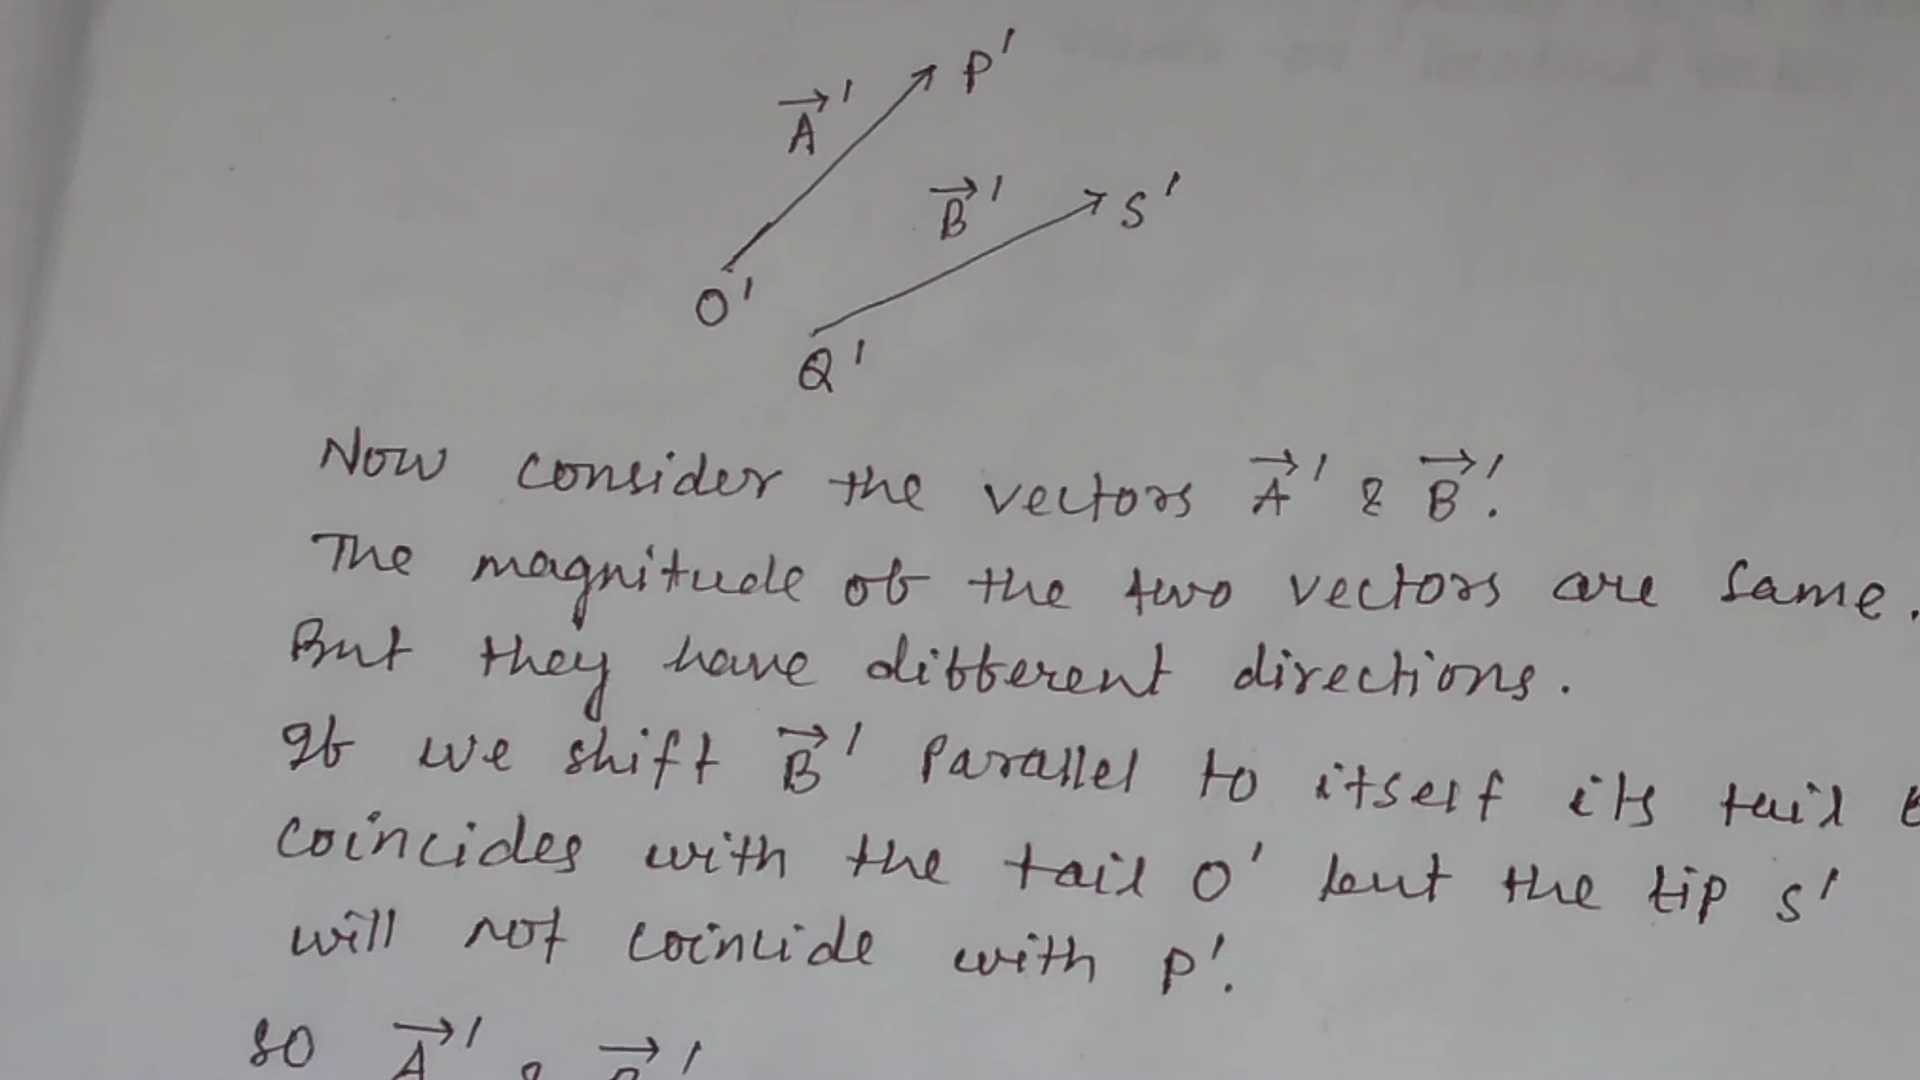 A⃗' P'
B⃗' S'
O'
Q'
Now consider the vectors A⃗' & B⃗'.
The magnitude of the two vectors are same.
But they have different directions.
If we shift B⃗' parallel to itself its tail
coincides with the tail O' but the tip S'
will not coincide with P'.
So A⃗' & B⃗'